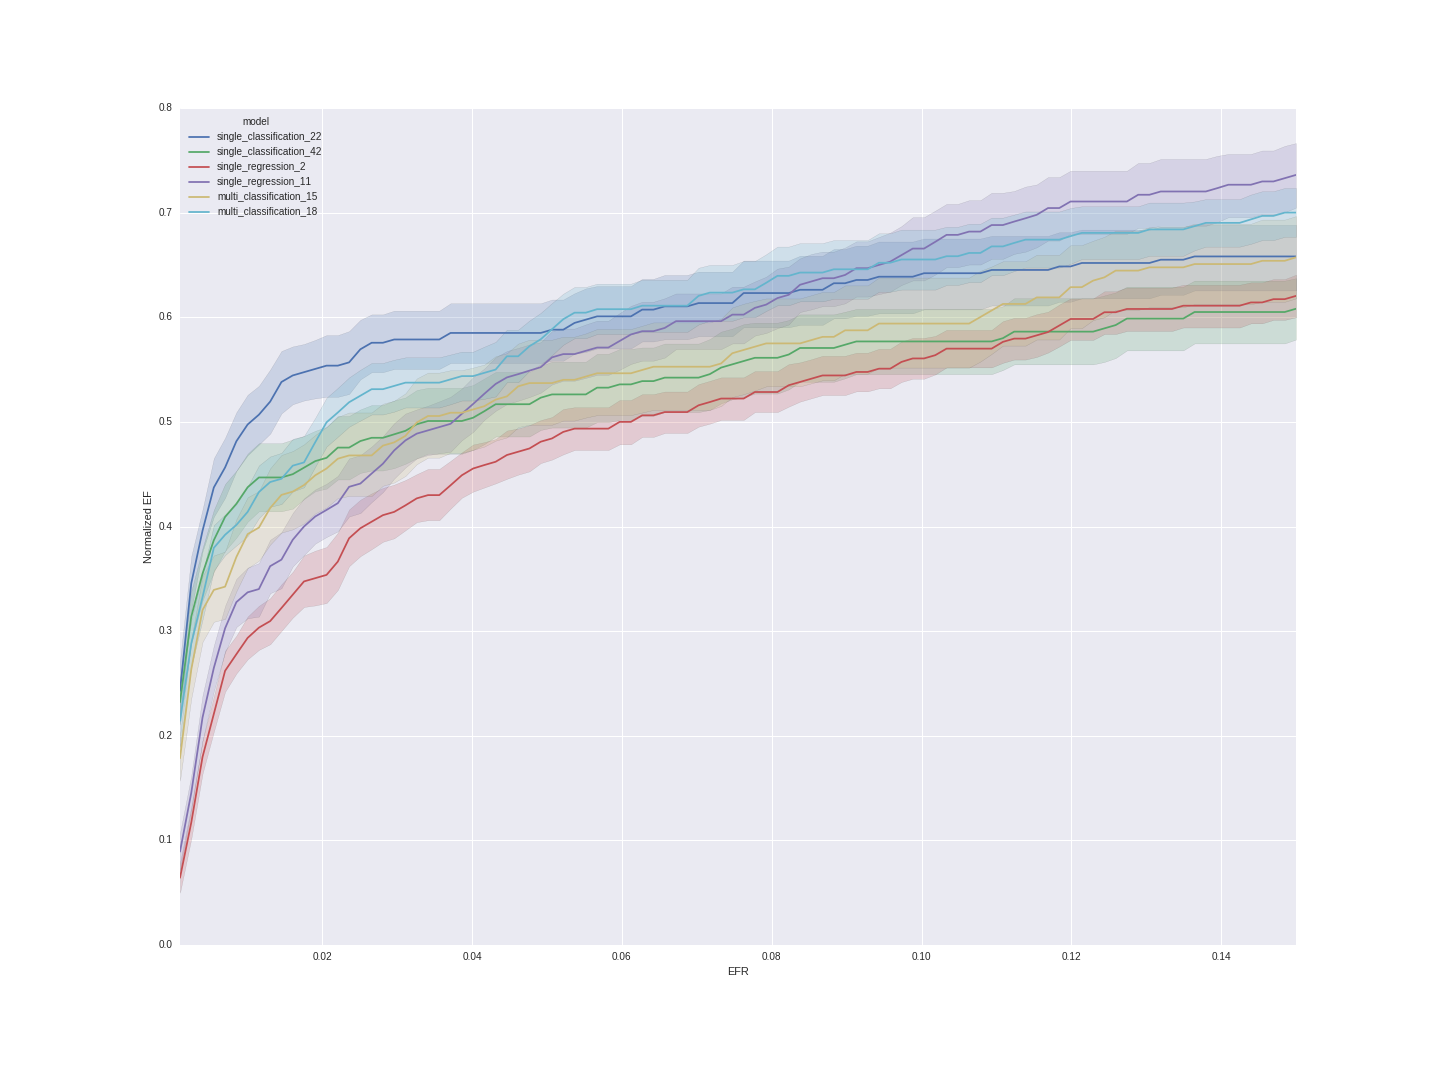 0.8
0.7
0.6
0.5
0.4
0.3
0.2
0.1
0.0
Normalized EF
model
single_classification_22
single_classification_42
single_regression_2
single_regression_11
multi_classification_15
multi_classification_18
0.02 0.04 0.06 0.08 0.10 0.12 0.14
EFR